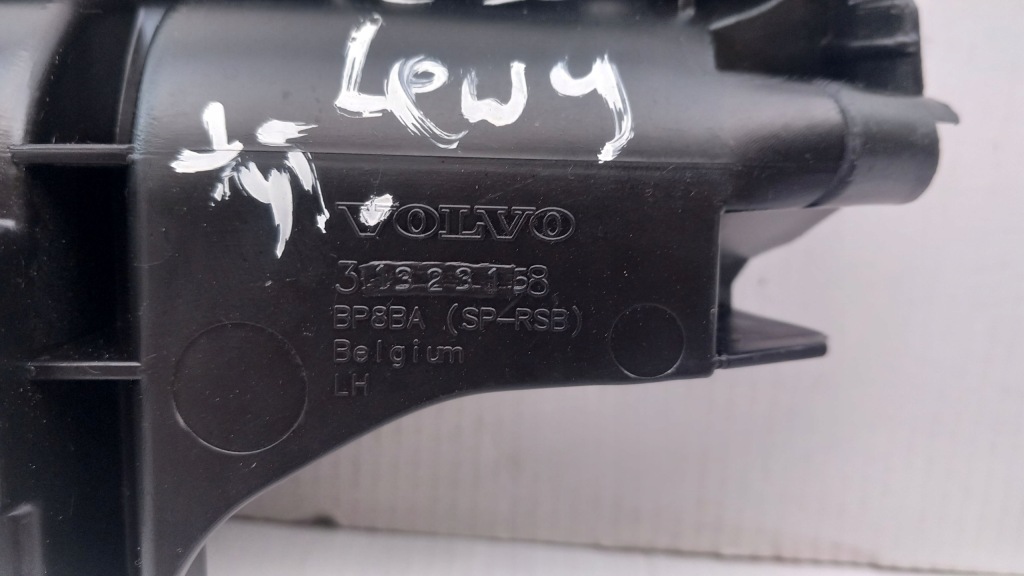 Lewy
VOLVO
31323158
BP8BA (SP-RSB)
Belgium
LH